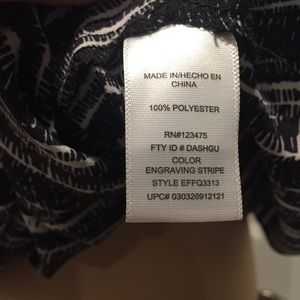 MADE IN/HECHO EN
CHINA
100% POLYESTER
RN#123475
FTY ID # DASHGU
COLOR
ENGRAVING STRIPE
STYLE EFFQ3313
UPC# 030326912121